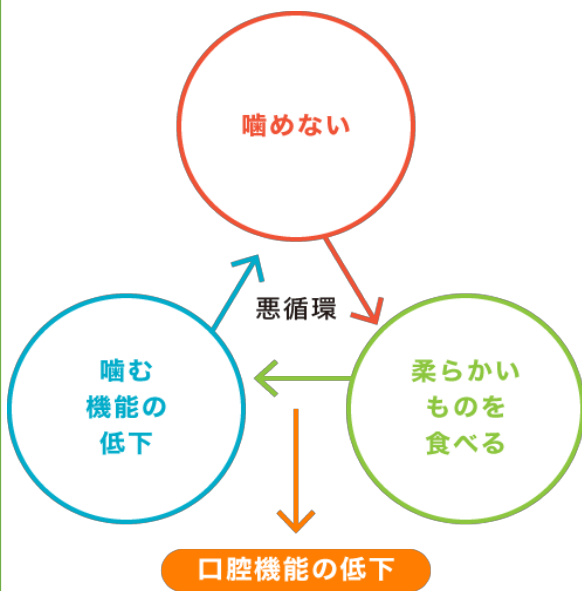 噛めない
悪循環
噛む
機能の
低下
柔らかい
ものを
食べる
口腔機能の低下